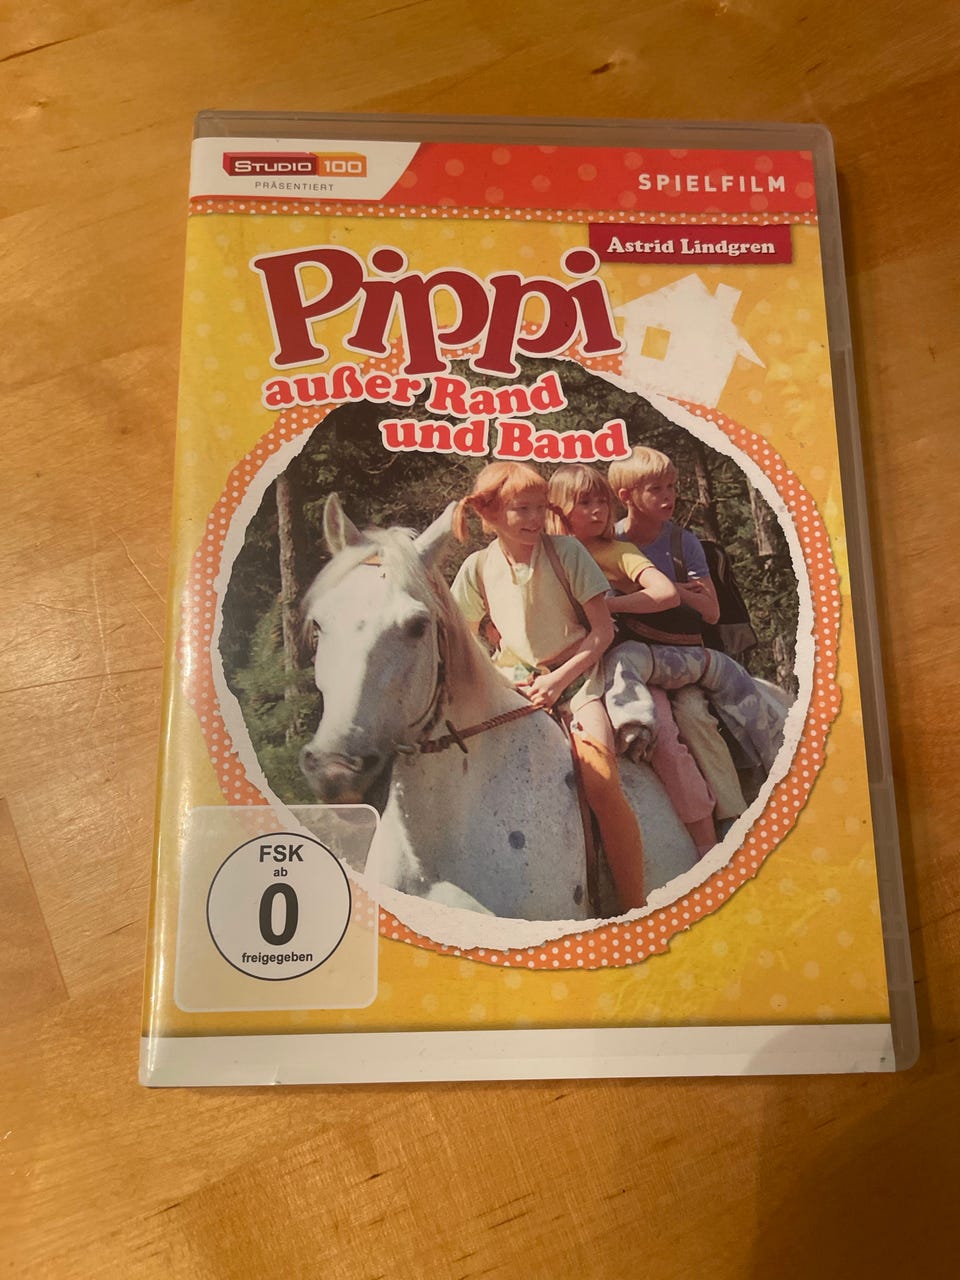 STUDIO 100
PRÄSENTIERT
SPIELFILM
Astrid Lindgren
Pippi
außer Rand
und Band
FSK
ab
0
freigegeben